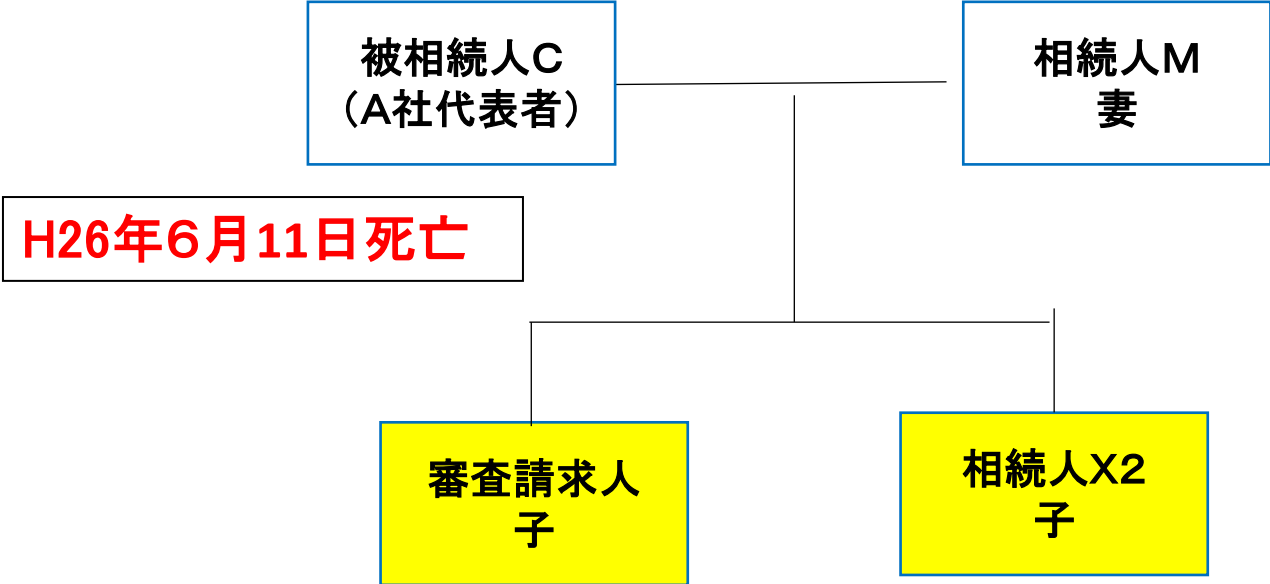 被相続人C
（A社代表者）
相続人M
妻
H26年６月11日死亡
審査請求人
子
相続人X2
子